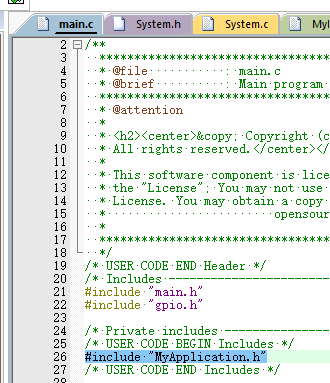 main.c System.h System.c My
2 /**
3 ******************************
4 * @file : main.c
5 * @brief : Main program
6 ******************************
7 * @attention
8 *
9 * <h2><center>&copy; Copyright (c
10 * All rights reserved.</center></
11 *
12 * This software component is lice
13 * the "License"; You may not use
14 * License. You may obtain a copy
15 * opensour
16 *
17 ******************************
18 */
19 /* USER CODE END Header */
20 /* Includes ------------------
21 #include "main.h"
22 #include "gpio.h"
23
24 /* Private includes ----------
25 /* USER CODE BEGIN Includes */
26 #include "MyApplication.h"
27 /* USER CODE END Includes */
28